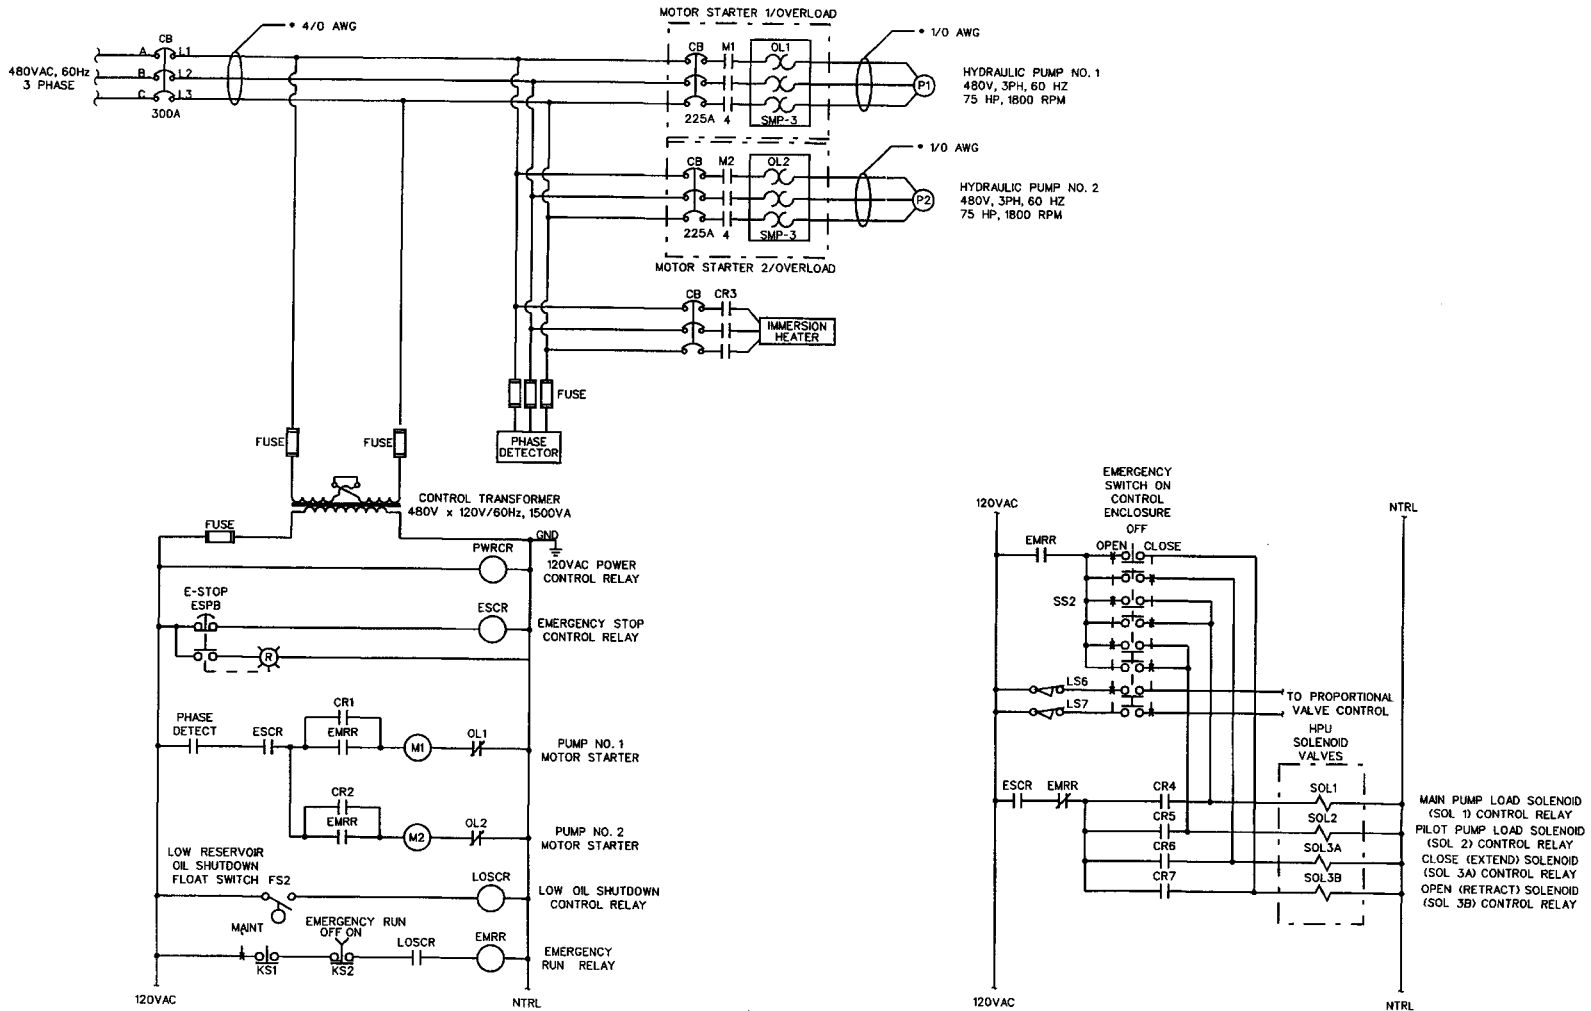 MOTOR STARTER 1/OVERLOAD
• 4/0 AWG
• 1/0 AWG
CB
A
L1
B
L2
C
L3
480VAC, 60Hz
3 PHASE
300A
CB
M1
OL1
225A
4
SMP-3
P1
HYDRAULIC PUMP NO. 1
480V, 3PH, 60 HZ
75 HP, 1800 RPM
• 1/0 AWG
CB
M2
OL2
225A
4
SMP-3
P2
HYDRAULIC PUMP NO. 2
480V, 3PH, 60 HZ
75 HP, 1800 RPM
MOTOR STARTER 2/OVERLOAD
CB
CR3
IMMERSION
HEATER
FUSE
PHASE
DETECTOR
FUSE
FUSE
CONTROL TRANSFORMER
480V x 120V/60Hz, 1500VA
FUSE
GND
PWRCR
120VAC POWER
CONTROL RELAY
E-STOP
ESPB
ESCR
EMERGENCY STOP
CONTROL RELAY
R
PHASE
DETECT
ESCR
CR1
EMRR
M1
OL1
PUMP NO. 1
MOTOR STARTER
CR2
EMRR
M2
OL2
PUMP NO. 2
MOTOR STARTER
LOW RESERVOIR
OIL SHUTDOWN
FLOAT SWITCH FS2
LOSCR
LOW OIL SHUTDOWN
CONTROL RELAY
MAINT
KS1
EMERGENCY RUN
OFF ON
KS2
LOSCR
EMRR
EMERGENCY
RUN RELAY
120VAC
NTRL
EMERGENCY
SWITCH ON
CONTROL
ENCLOSURE
OFF
120VAC
NTRL
EMRR
OPEN
CLOSE
SS2
LS6
LS7
TO PROPORTIONAL
VALVE CONTROL
HPU
SOLENOID
VALVES
ESCR
EMRR
CR4
SOL1
MAIN PUMP LOAD SOLENOID
(SOL 1) CONTROL RELAY
CR5
SOL2
PILOT PUMP LOAD SOLENOID
(SOL 2) CONTROL RELAY
CR6
SOL3A
CLOSE (EXTEND) SOLENOID
(SOL 3A) CONTROL RELAY
CR7
SOL3B
OPEN (RETRACT) SOLENOID
(SOL 3B) CONTROL RELAY
120VAC
NTRL